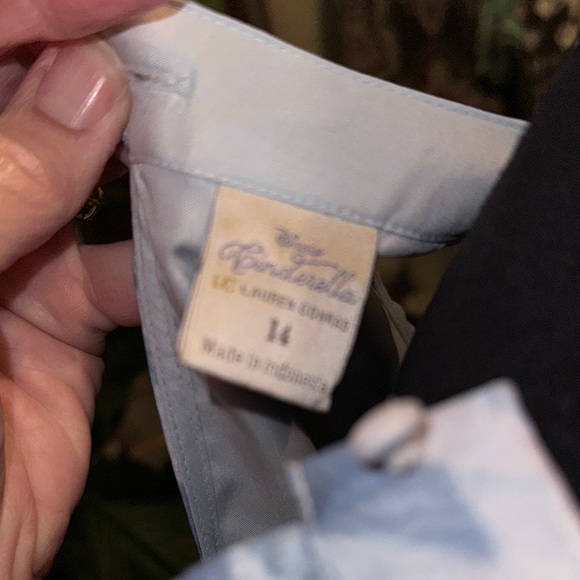 Disney
Cinderella
LC LAUREN CONRAD
14
Made in Indonesia